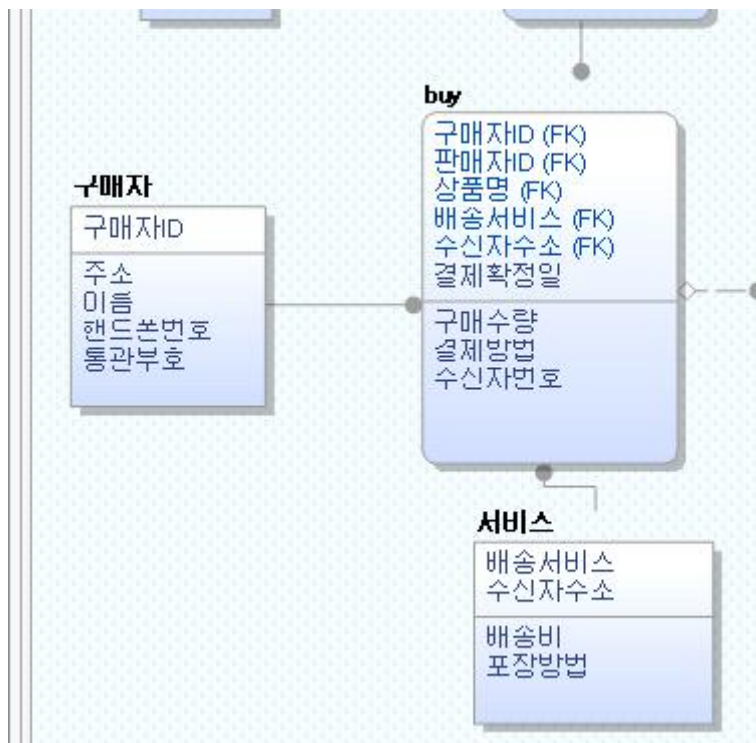 buy
구매자ID (FK)
판매자ID (FK)
상품명 (FK)
배송서비스 (FK)
수신자수소 (FK)
결제확정일
구매수량
결제방법
수신자번호
구매자
구매자ID
주소
이름
핸드폰번호
통관부호
서비스
배송서비스
수신자수소
배송비
포장방법